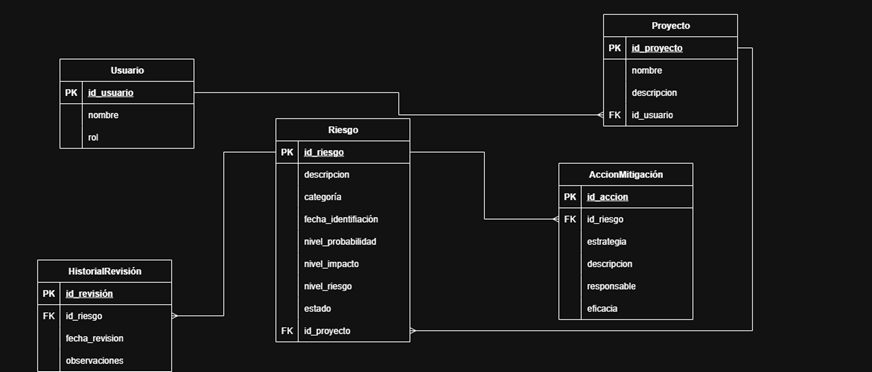 Usuario
PK id_usuario
nombre
rol
Proyecto
PK id_proyecto
nombre
descripcion
FK id_usuario
Riesgo
PK id_riesgo
descripcion
categoría
fecha_identifiación
nivel_probabilidad
nivel_impacto
nivel_riesgo
estado
FK id_proyecto
AccionMitigación
PK id_accion
FK id_riesgo
estrategia
descripcion
responsable
eficacia
HistorialRevisión
PK id_revisión
FK id_riesgo
fecha_revision
observaciones